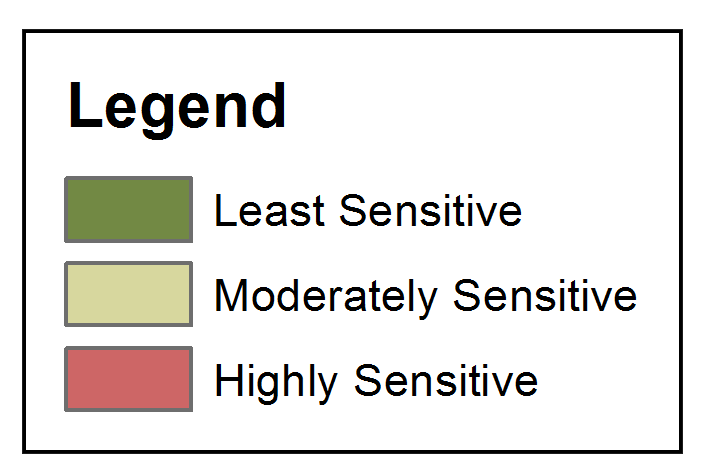 Legend
Least Sensitive
Moderately Sensitive
Highly Sensitive